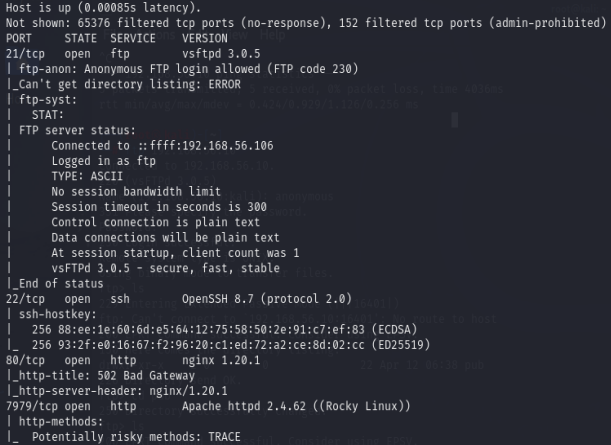 Host is up (0.00085s latency).
Not shown: 65376 filtered tcp ports (no-response), 152 filtered tcp ports (admin-prohibited)
PORT     STATE SERVICE    VERSION
21/tcp   open  ftp        vsftpd 3.0.5
| ftp-anon: Anonymous FTP login allowed (FTP code 230)
|_Can't get directory listing: ERROR
| ftp-syst:
|   STAT:
| FTP server status:
|      Connected to ::ffff:192.168.56.106
|      Logged in as ftp
|      TYPE: ASCII
|      No session bandwidth limit
|      Session timeout in seconds is 300
|      Control connection is plain text
|      Data connections will be plain text
|      At session startup, client count was 1
|      vsFTPd 3.0.5 - secure, fast, stable
|_End of status
22/tcp   open  ssh        OpenSSH 8.7 (protocol 2.0)
| ssh-hostkey:
|   256 88:ee:1e:60:6d:e5:64:12:75:58:50:2e:91:c7:ef:83 (ECDSA)
|_  256 93:2f:e0:16:67:f2:96:20:c1:ed:72:a2:ce:8d:02:cc (ED25519)
80/tcp   open  http       nginx 1.20.1
|_http-title: 502 Bad Gateway
|_http-server-header: nginx/1.20.1
7979/tcp open  http       Apache httpd 2.4.62 ((Rocky Linux))
| http-methods:
|_  Potentially risky methods: TRACE